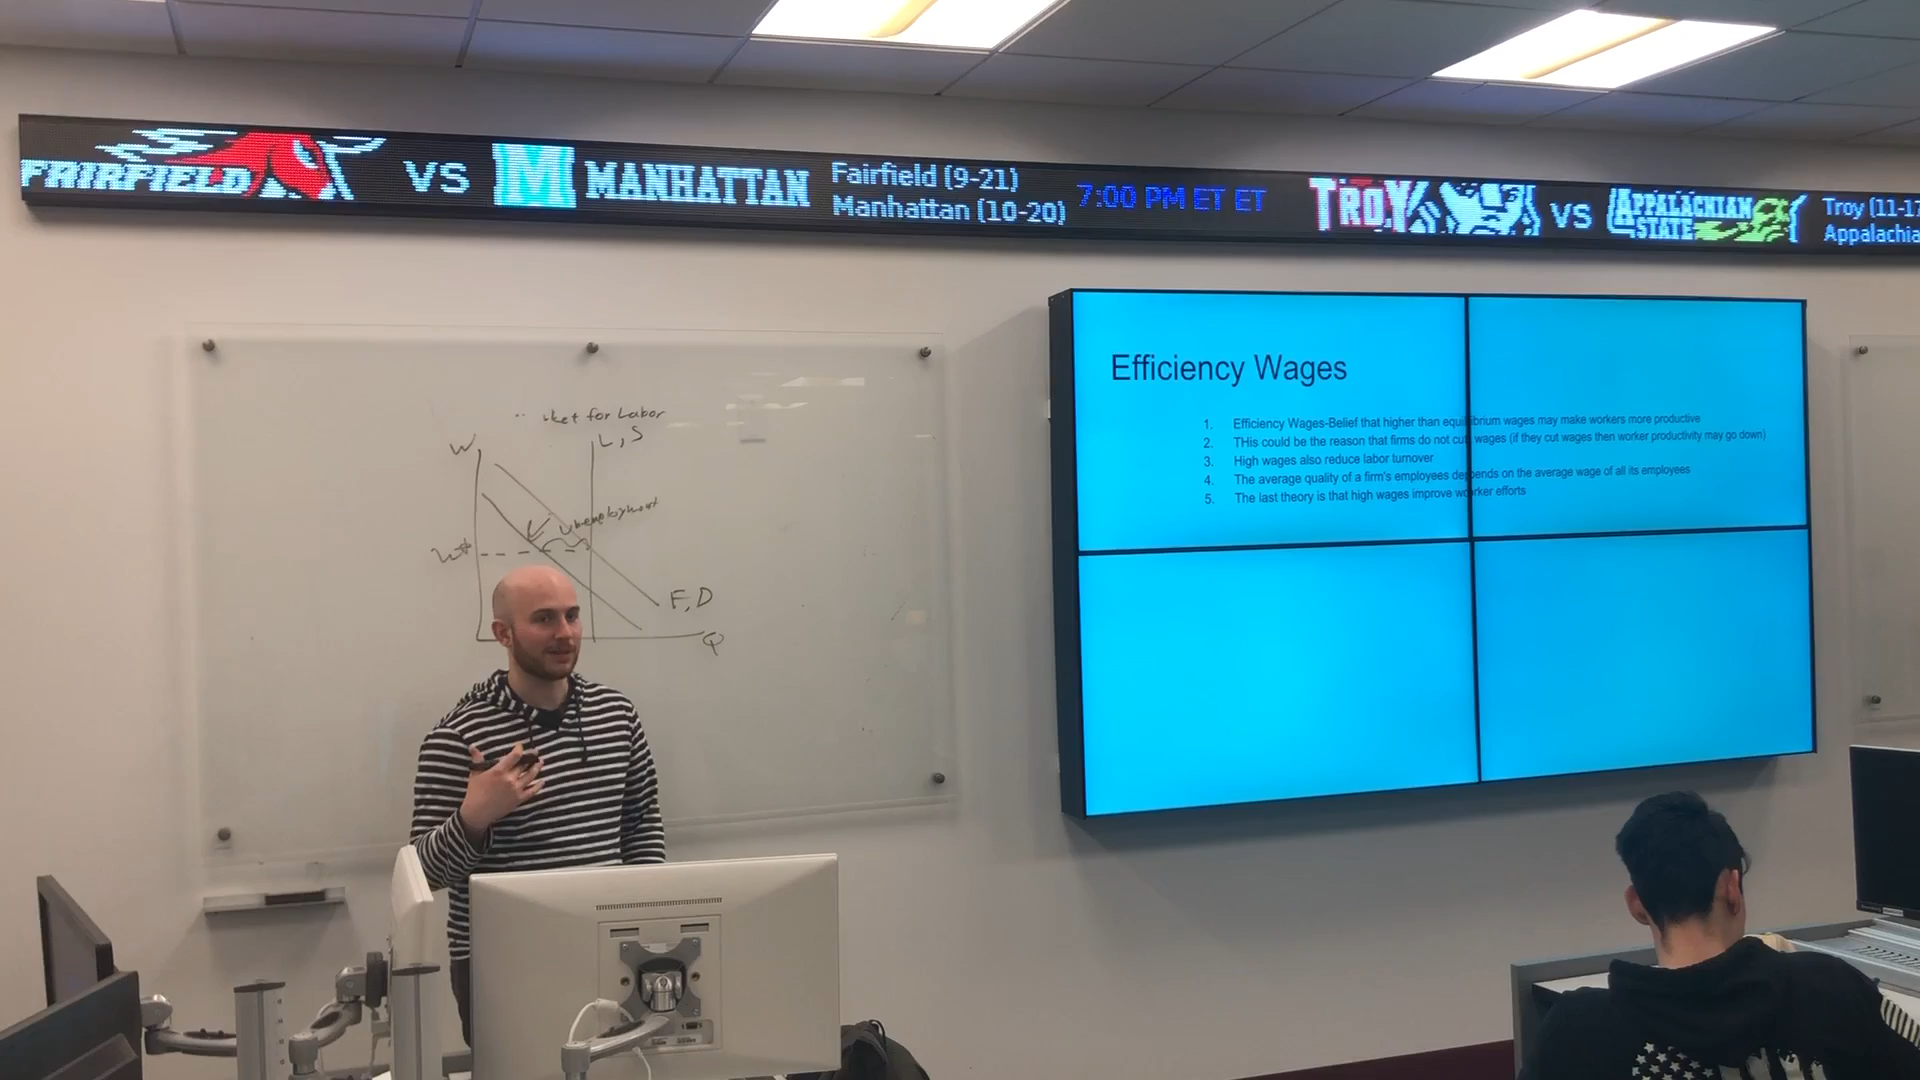 FAIRFIELD VS M MANHATTAN
Fairfield (9-21)
Manhattan (10-20)
7:00 PM ET ET
TROY VS APPALACHIAN
STATE
Troy (11-17
Appalachia
ket for Labor
W
L, S
Unemployment
W*
F, D
Q
Efficiency Wages
1. Efficiency Wages-Belief that higher than equilibrium wages may make workers more productive
2. THis could be the reason that firms do not cut wages (if they cut wages then worker productivity may go down)
3. High wages also reduce labor turnover
4. The average quality of a firm's employees depends on the average wage of all its employees
5. The last theory is that high wages improve worker efforts